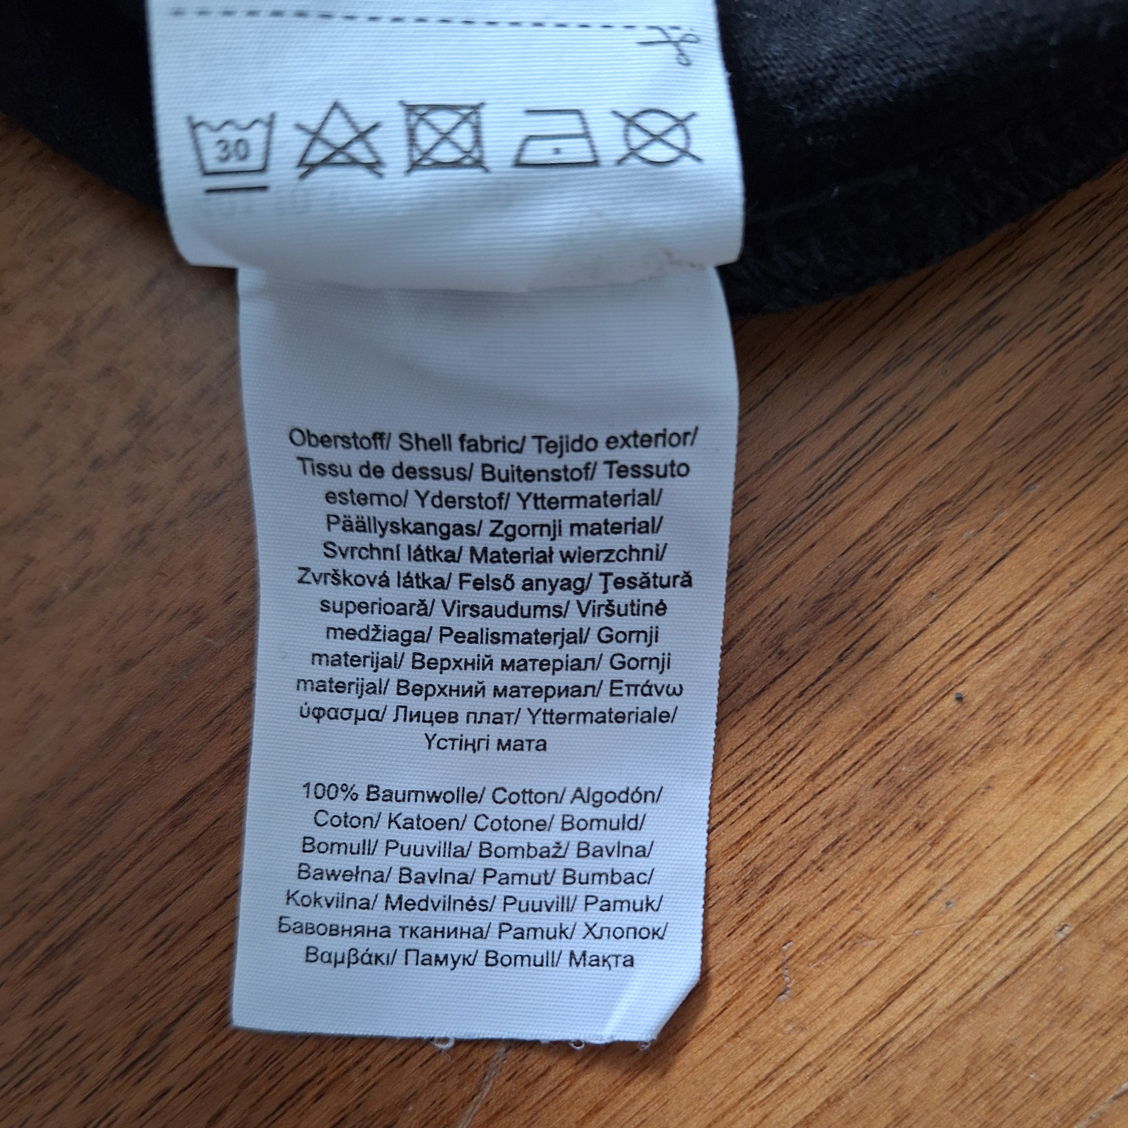 30
Oberstoff/ Shell fabric/ Tejido exterior/
Tissu de dessus/ Buitenstof/ Tessuto
esterno/ Yderstof/ Yttermaterial/
Päällyskangas/ Zgornji material/
Svrchní látka/ Materiał wierzchni/
Zvršková látka/ Felső anyag/ Ţesătură
superioară/ Virsaudums/ Viršutinė
medžiaga/ Pealismaterjal/ Gornji
materijal/ Верхній матеріал/ Gornji
materijal/ Верхний материал/ Επάνω
ύφασμα/ Лицев плат/ Yttermateriale/
Үстіңгі мата
100% Baumwolle/ Cotton/ Algodón/
Coton/ Katoen/ Cotone/ Bomuld/
Bomull/ Puuvilla/ Bombaž/ Bavlna/
Bawełna/ Bavlna/ Pamut/ Bumbac/
Kokvilna/ Medvilnės/ Puuvill/ Pamuk/
Бавовняна тканина/ Pamuk/ Хлопок/
Βαμβάκι/ Памук/ Bomull/ Мақта